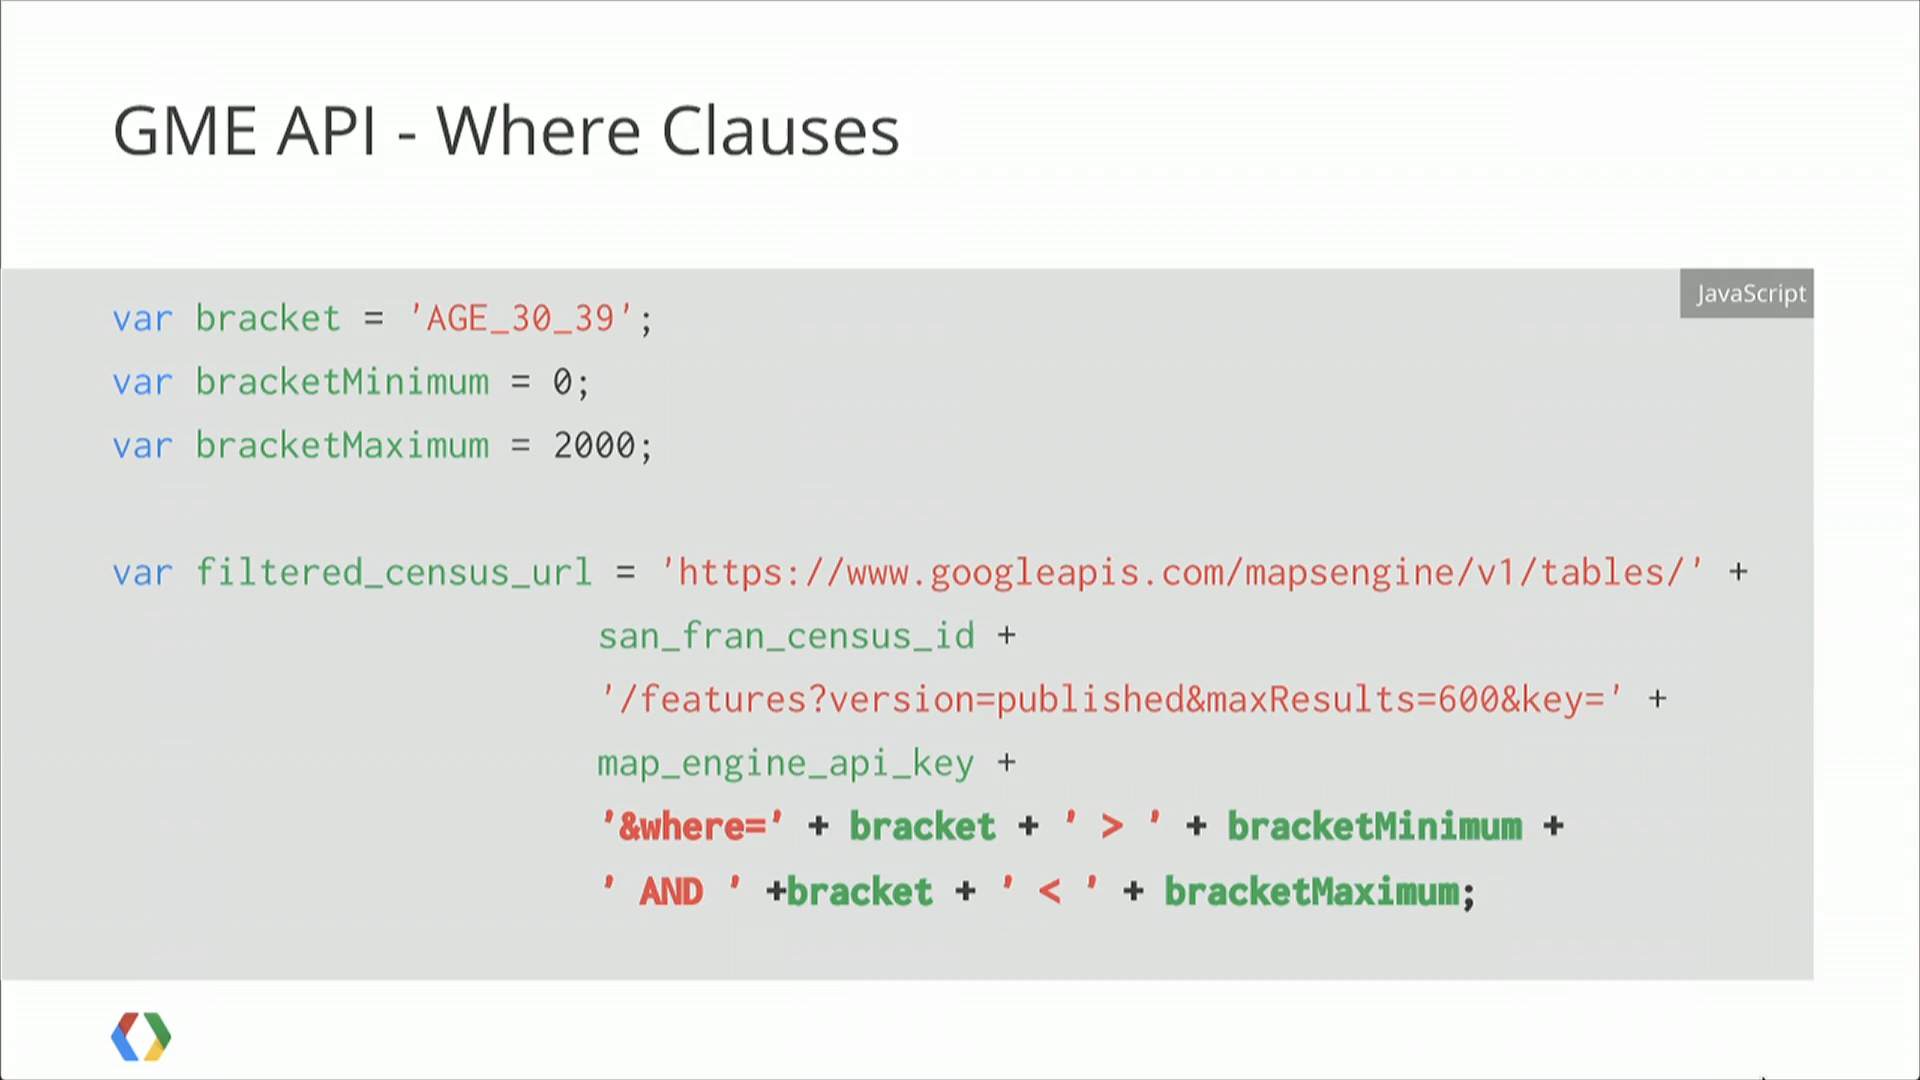 GME API - Where Clauses
JavaScript
var bracket = 'AGE_30_39';
var bracketMinimum = 0;
var bracketMaximum = 2000;
var filtered_census_url = 'https://www.googleapis.com/mapsengine/v1/tables/' +
san_fran_census_id +
'/features?version=published&maxResults=600&key=' +
map_engine_api_key +
'&where=' + bracket + ' > ' + bracketMinimum +
' AND ' +bracket + ' < ' + bracketMaximum;